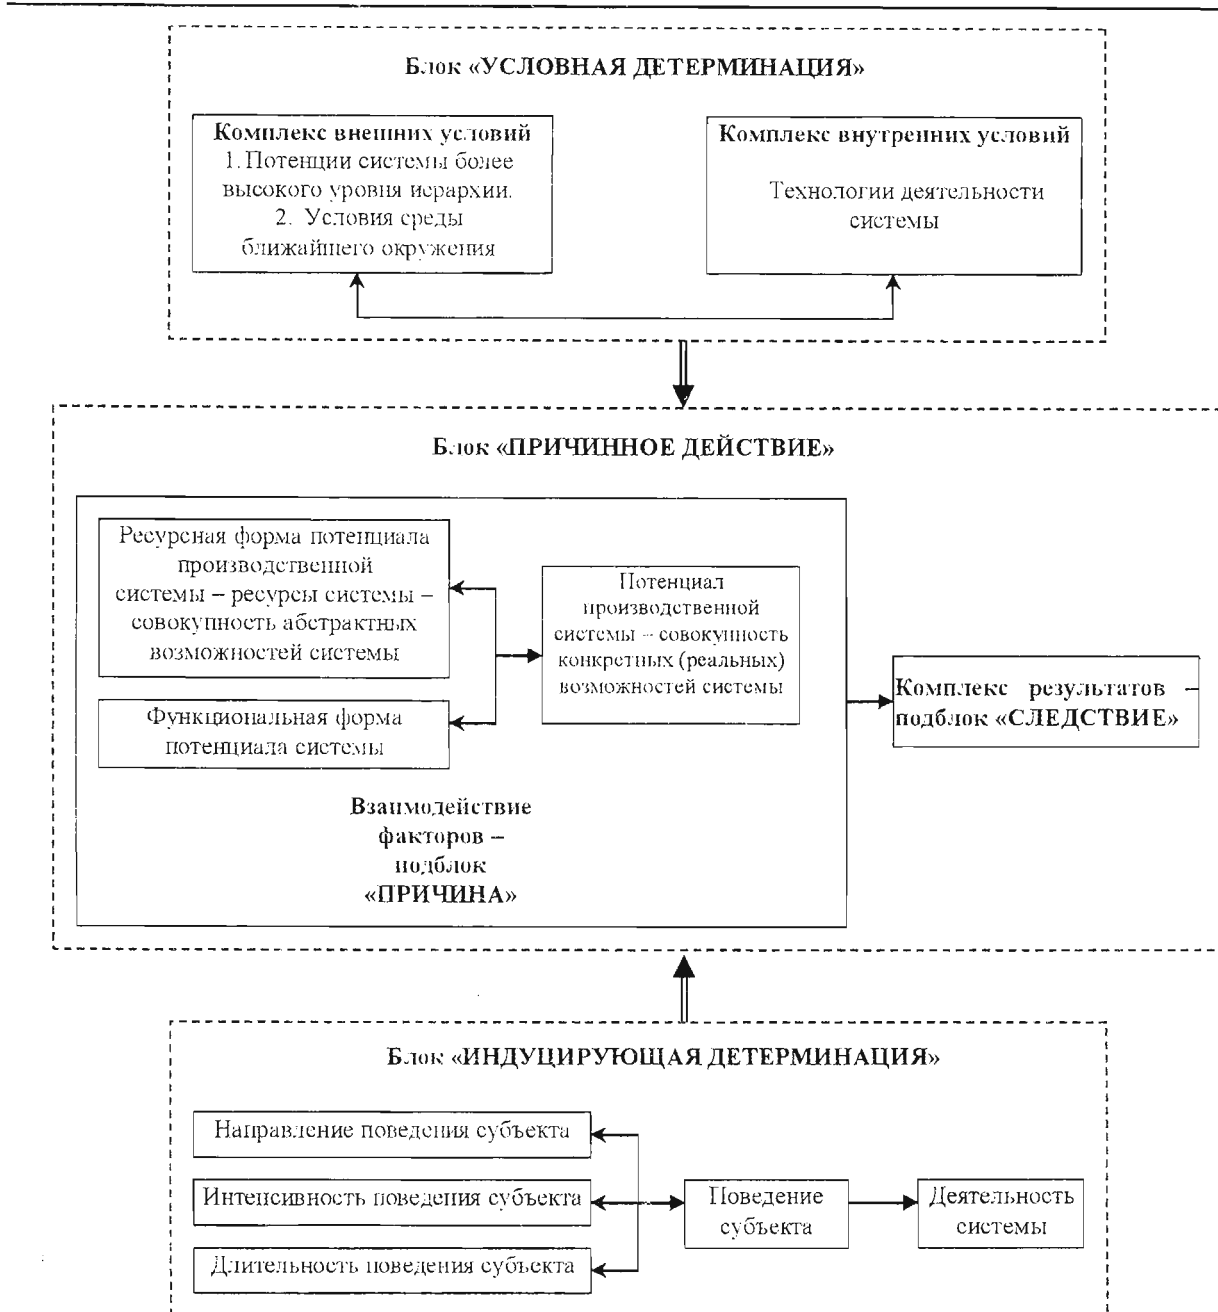 Блок «УСЛОВНАЯ ДЕТЕРМИНАЦИЯ»
Комплекс внешних условий
1. Потенции системы более
высокого уровня иерархии.
2. Условия среды
ближайшего окружения
Комплекс внутренних условий
Технологии деятельности
системы
Блок «ПРИЧИННОЕ ДЕЙСТВИЕ»
Ресурсная форма потенциала
производственной
системы – ресурсы системы –
совокупность абстрактных
возможностей системы
Функциональная форма
потенциала системы
Потенциал
производственной
системы – совокупность
конкретных (реальных)
возможностей системы
Взаимодействие
факторов –
подблок
«ПРИЧИНА»
Комплекс результатов –
подблок «СЛЕДСТВИЕ»
Блок «ИНДУЦИРУЮЩАЯ ДЕТЕРМИНАЦИЯ»
Направление поведения субъекта
Интенсивность поведения субъекта
Длительность поведения субъекта
Поведение
субъекта
Деятельность
системы